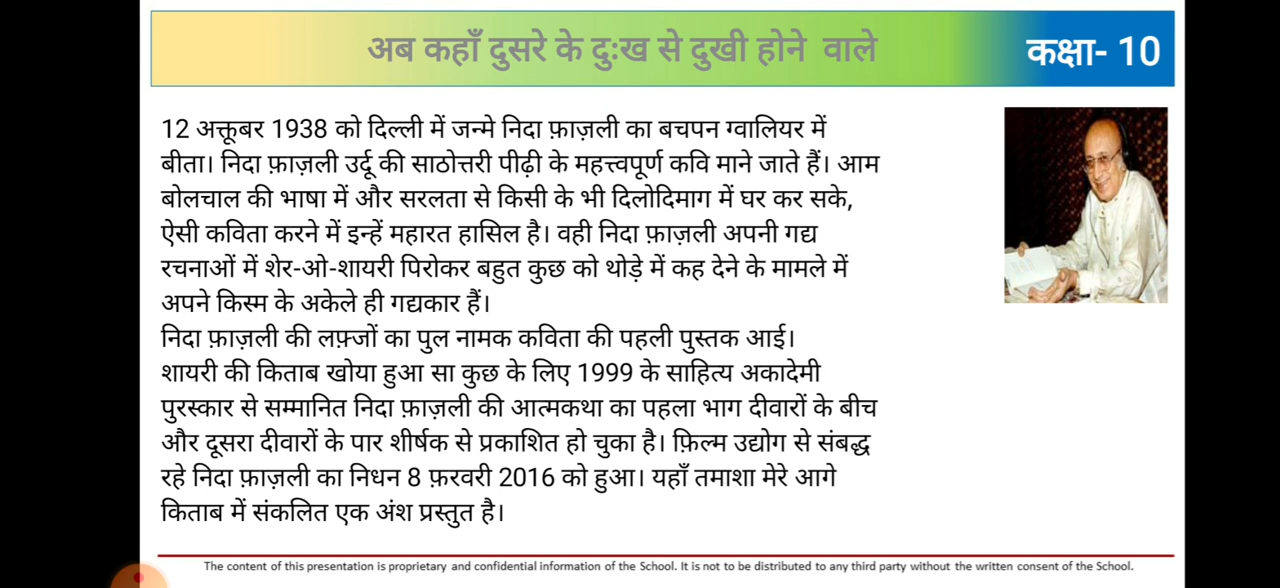 अब कहाँ दुसरे के दुःख से दुखी होने वाले
कक्षा- 10
12 अक्तूबर 1938 को दिल्ली में जन्मे निदा फ़ाज़ली का बचपन ग्वालियर में
बीता। निदा फ़ाज़ली उर्दू की साठोत्तरी पीढ़ी के महत्त्वपूर्ण कवि माने जाते हैं। आम
बोलचाल की भाषा में और सरलता से किसी के भी दिलोदिमाग में घर कर सके,
ऐसी कविता करने में इन्हें महारत हासिल है। वही निदा फ़ाज़ली अपनी गद्य
रचनाओं में शेर-ओ-शायरी पिरोकर बहुत कुछ को थोड़े में कह देने के मामले में
अपने किस्म के अकेले ही गद्यकार हैं।
निदा फ़ाज़ली की लफ़्जों का पुल नामक कविता की पहली पुस्तक आई।
शायरी की किताब खोया हुआ सा कुछ के लिए 1999 के साहित्य अकादेमी
पुरस्कार से सम्मानित निदा फ़ाज़ली की आत्मकथा का पहला भाग दीवारों के बीच
और दूसरा दीवारों के पार शीर्षक से प्रकाशित हो चुका है। फ़िल्म उद्योग से संबद्ध
रहे निदा फ़ाज़ली का निधन 8 फ़रवरी 2016 को हुआ। यहाँ तमाशा मेरे आगे
किताब में संकलित एक अंश प्रस्तुत है।
The content of this presentation is proprietary and confidential information of the School. It is not to be distributed to any third party without the written consent of the School.